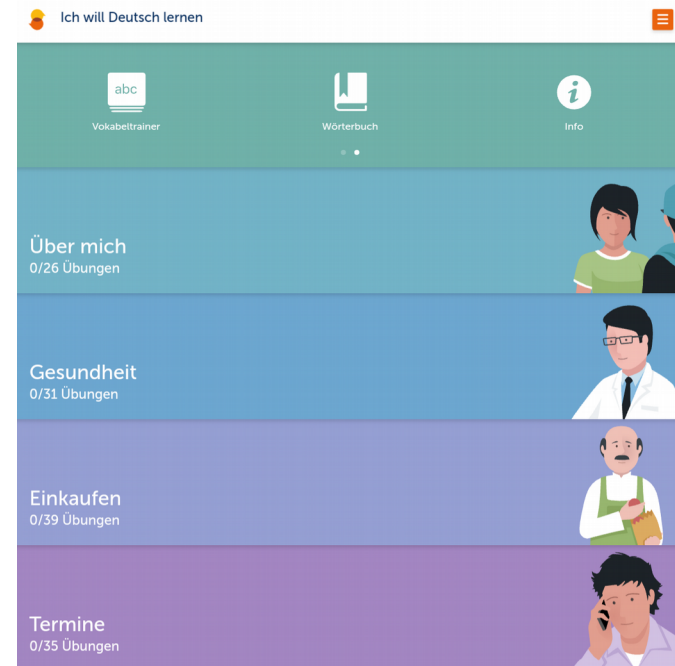 Ich will Deutsch lernen
abc
Vokabeltrainer
Wörterbuch
i
Info
Über mich
0/26 Übungen
Gesundheit
0/31 Übungen
Einkaufen
0/39 Übungen
Termine
0/35 Übungen